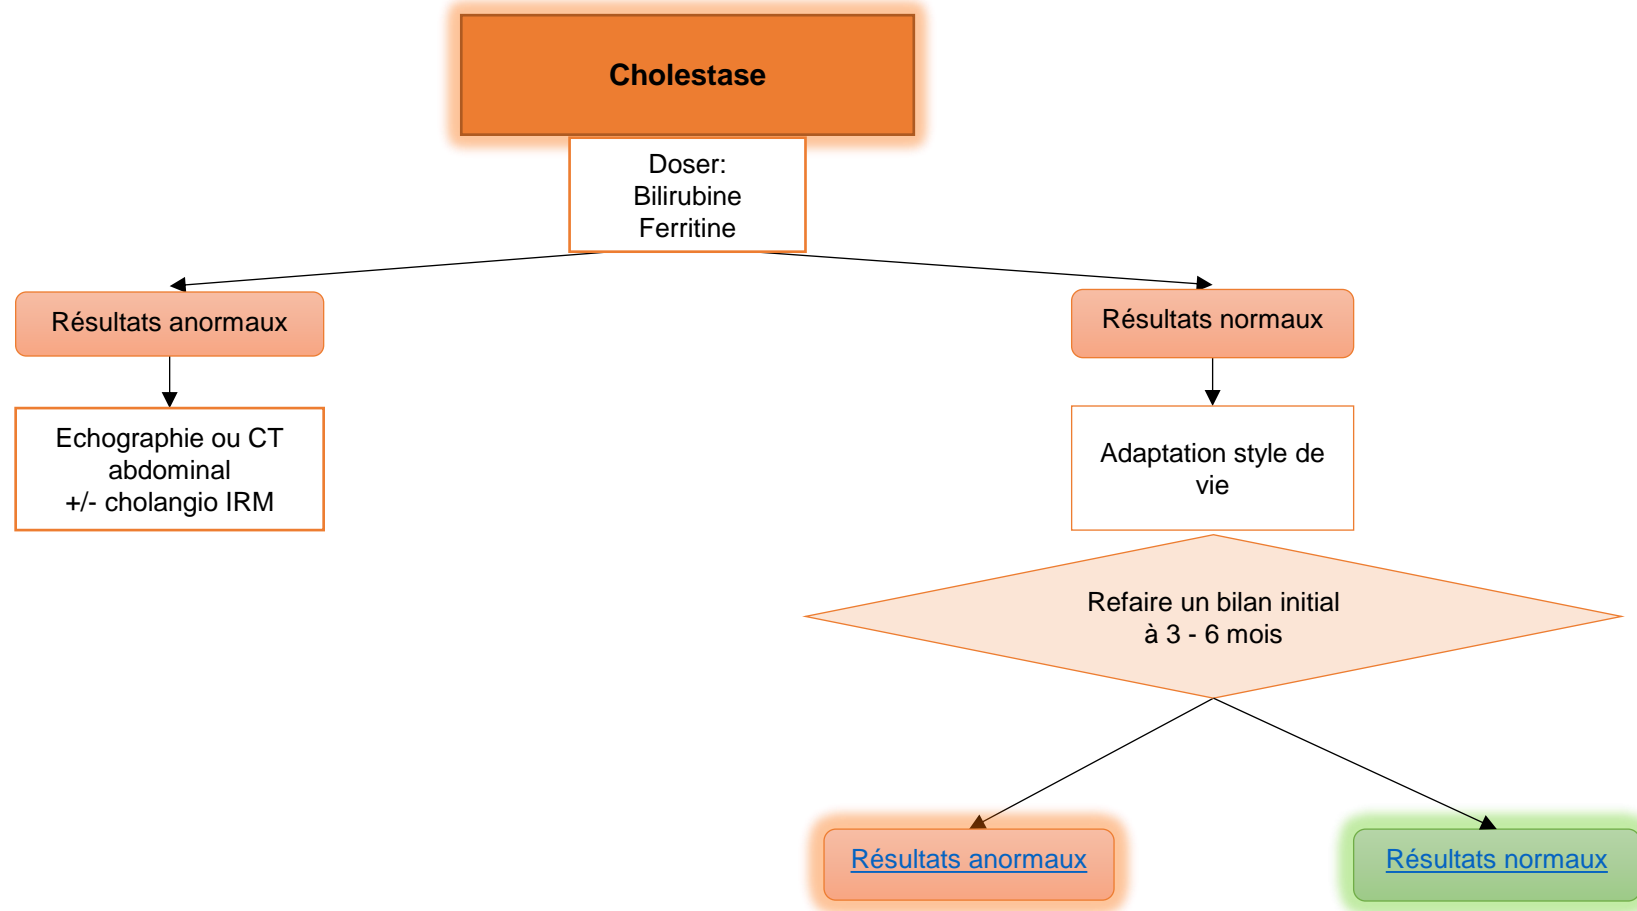 Cholestase
Doser:
Bilirubine
Ferritine
Résultats anormaux
Résultats normaux
Echographie ou CT
abdominal
+/- cholangio IRM
Adaptation style de
vie
Refaire un bilan initial
à 3 - 6 mois
Résultats anormaux
Résultats normaux